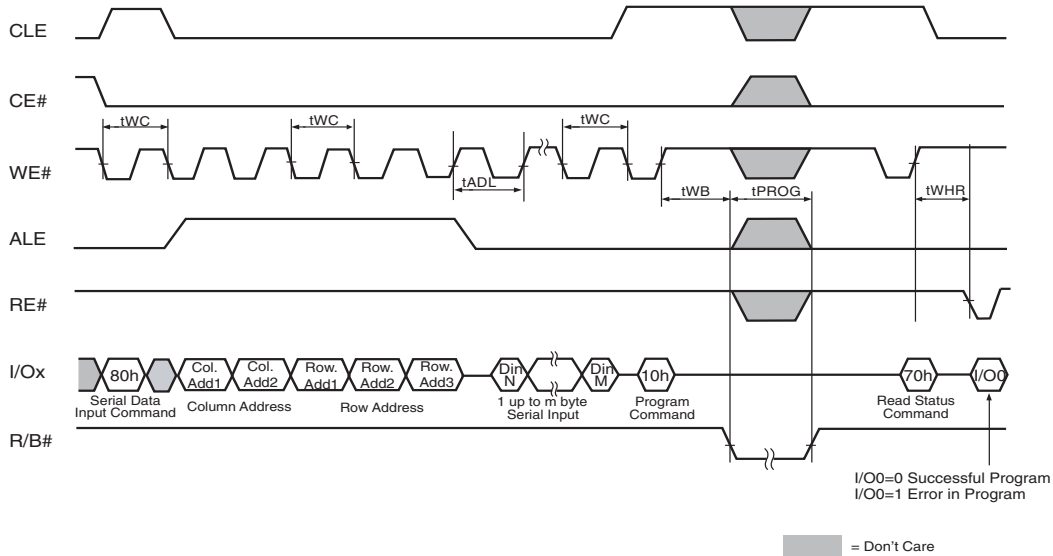 CLE
CE#
tWC
tWC
tWC
WE#
tADL
tWB
tPROG
tWHR
ALE
RE#
I/Ox
80h
Col. Add1
Col. Add2
Row. Add1
Row. Add2
Row. Add3
Din N
Din M
10h
70h
I/O0
Serial Data
Input Command
Column Address
Row Address
1 up to m byte
Serial Input
Program
Command
Read Status
Command
R/B#
I/O0=0 Successful Program
I/O0=1 Error in Program
= Don't Care